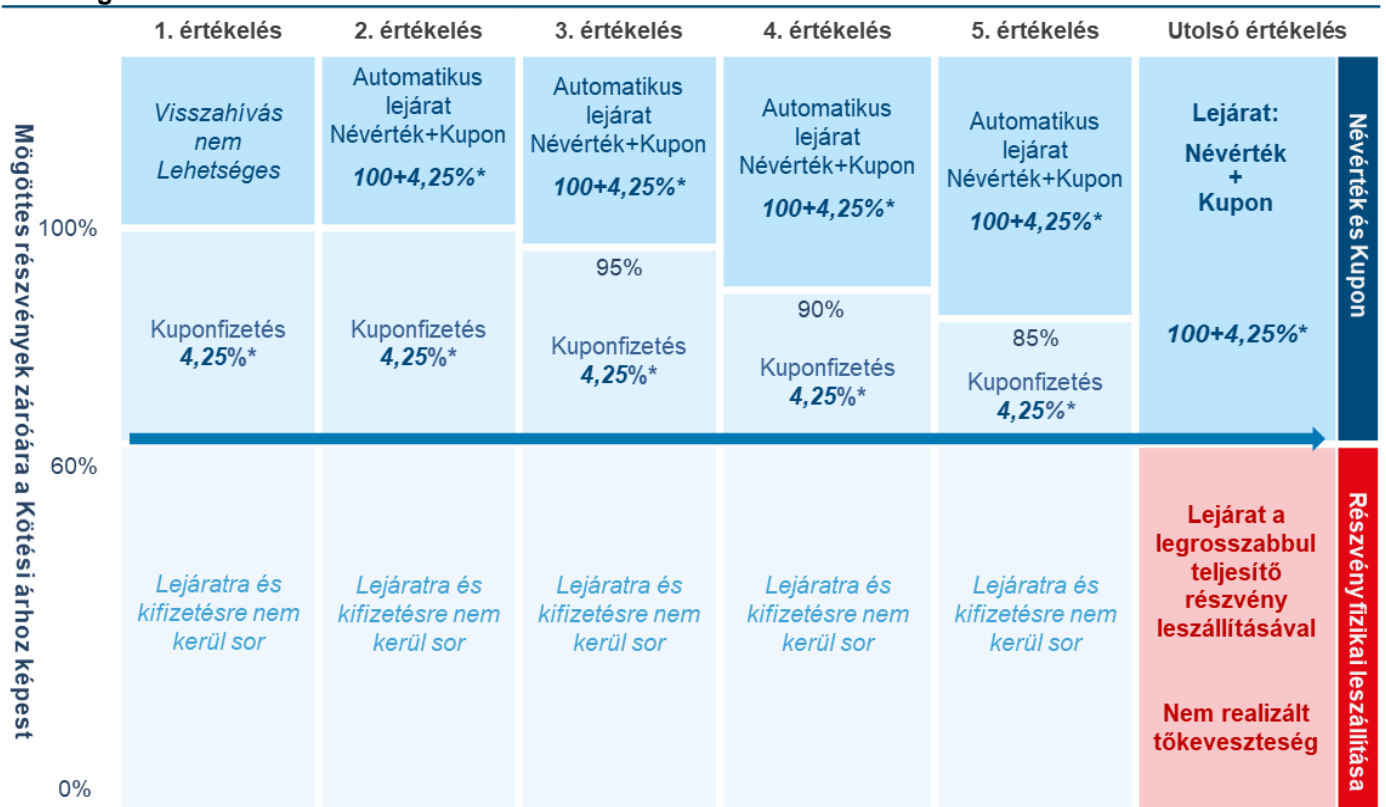 1. értékelés
2. értékelés
3. értékelés
4. értékelés
5. értékelés
Utolsó értékelés
Mögöttes részvények záróára a Kötési árhoz képest
100%
60%
0%
Visszahívás
nem
Lehetséges
Kuponfizetés
4,25%*
Lejáratra és
kifizetésre nem
kerül sor
Automatikus
lejárat
Névérték+Kupon
100+4,25%*
Kuponfizetés
4,25%*
Lejáratra és
kifizetésre nem
kerül sor
Automatikus
lejárat
Névérték+Kupon
100+4,25%*
95%
Kuponfizetés
4,25%*
Lejáratra és
kifizetésre nem
kerül sor
Automatikus
lejárat
Névérték+Kupon
100+4,25%*
90%
Kuponfizetés
4,25%*
Lejáratra és
kifizetésre nem
kerül sor
Automatikus
lejárat
Névérték+Kupon
100+4,25%*
85%
Kuponfizetés
4,25%*
Lejáratra és
kifizetésre nem
kerül sor
Lejárat:
Névérték
+
Kupon
100+4,25%*
Lejárat a
legrosszabbul
teljesítő
részvény
leszállításával
Nem realizált
tőkeveszteség
Névérték és Kupon
Részvény fizikai leszállítása